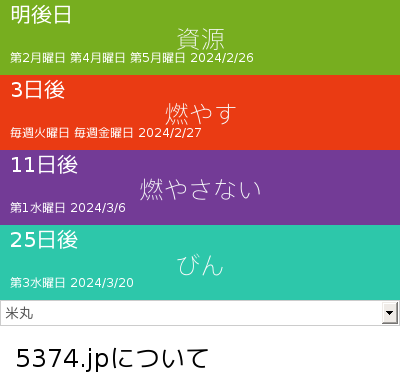 明後日
資源
第2月曜日 第4月曜日 第5月曜日 2024/2/26
3日後
燃やす
毎週火曜日 毎週金曜日 2024/2/27
11日後
燃やさない
第1水曜日 2024/3/6
25日後
びん
第3水曜日 2024/3/20
米丸
5374.jpについて